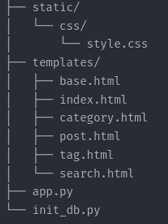 ├── static/
│   └── css/
│       └── style.css
├── templates/
│   ├── base.html
│   ├── index.html
│   ├── category.html
│   ├── post.html
│   ├── tag.html
│   └── search.html
├── app.py
└── init_db.py